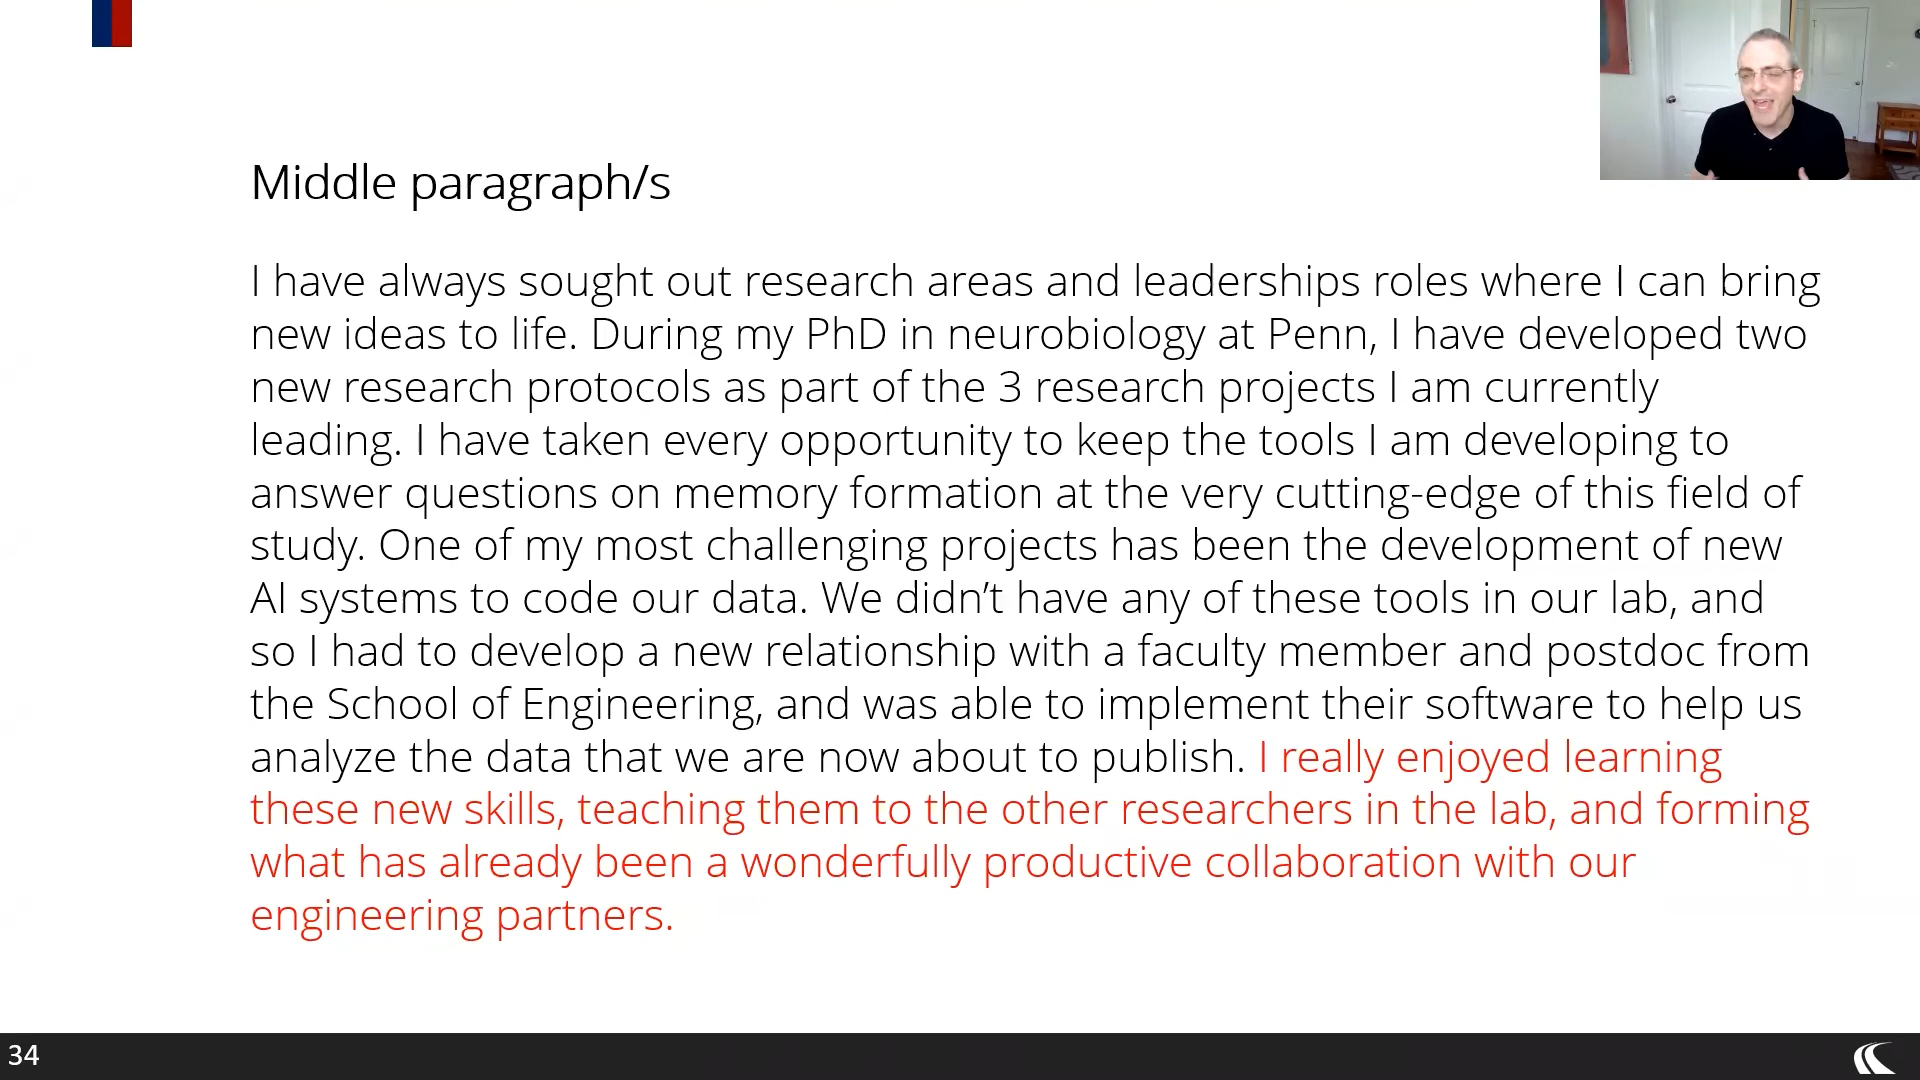 Middle paragraph/s
I have always sought out research areas and leaderships roles where I can bring
new ideas to life. During my PhD in neurobiology at Penn, I have developed two
new research protocols as part of the 3 research projects I am currently
leading. I have taken every opportunity to keep the tools I am developing to
answer questions on memory formation at the very cutting-edge of this field of
study. One of my most challenging projects has been the development of new
AI systems to code our data. We didn’t have any of these tools in our lab, and
so I had to develop a new relationship with a faculty member and postdoc from
the School of Engineering, and was able to implement their software to help us
analyze the data that we are now about to publish. I really enjoyed learning
these new skills, teaching them to the other researchers in the lab, and forming
what has already been a wonderfully productive collaboration with our
engineering partners.
34